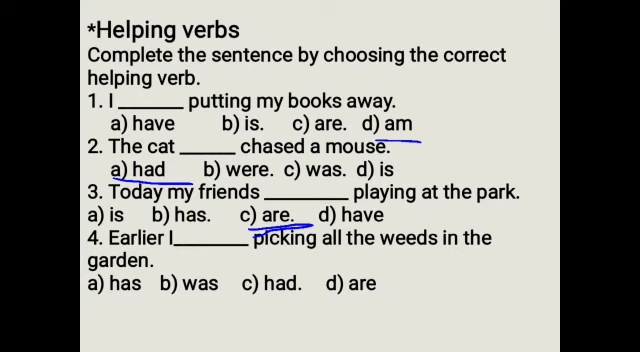 *Helping verbs
Complete the sentence by choosing the correct
helping verb.
1. I _______ putting my books away.
a) have b) is. c) are. d) am
2. The cat ______ chased a mouse.
a) had b) were. c) was. d) is
3. Today my friends _________ playing at the park.
a) is b) has. c) are. d) have
4. Earlier I________ picking all the weeds in the
garden.
a) has b) was c) had. d) are